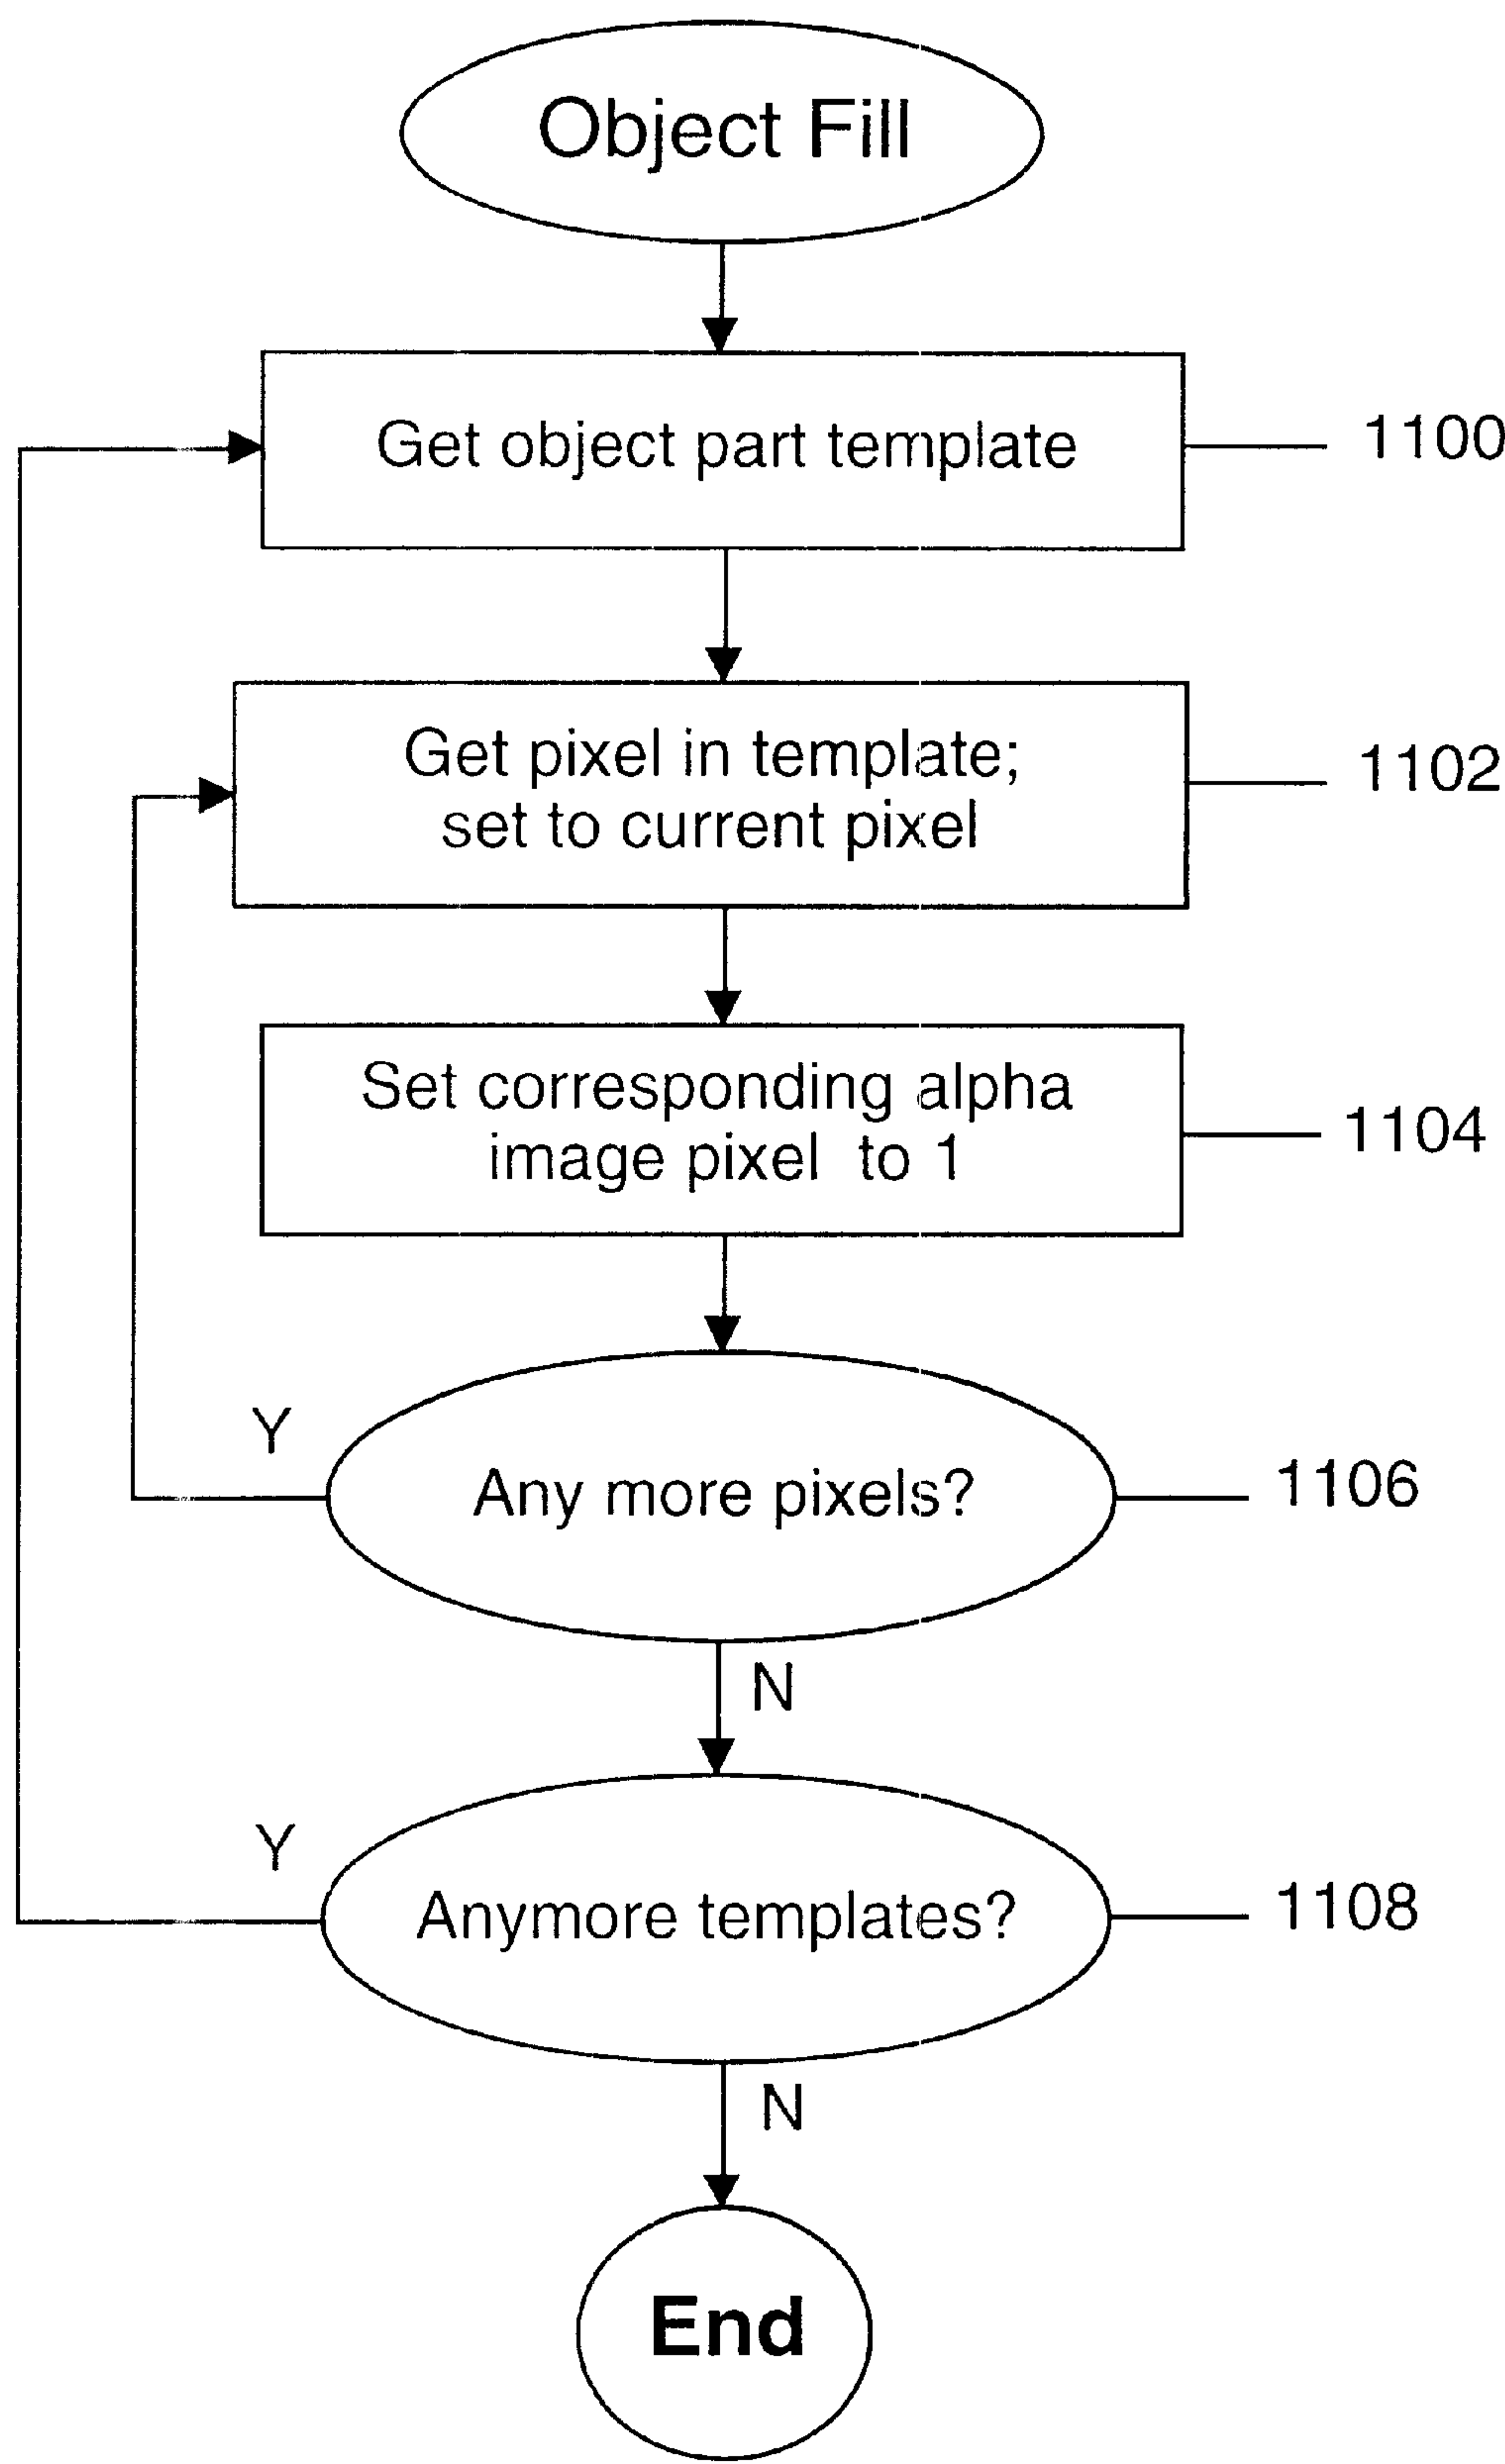 Object Fill
Get object part template
1100
Get pixel in template;
set to current pixel
1102
Set corresponding alpha
image pixel to 1
1104
Y
Any more pixels?
1106
N
Y
Anymore templates?
1108
N
End